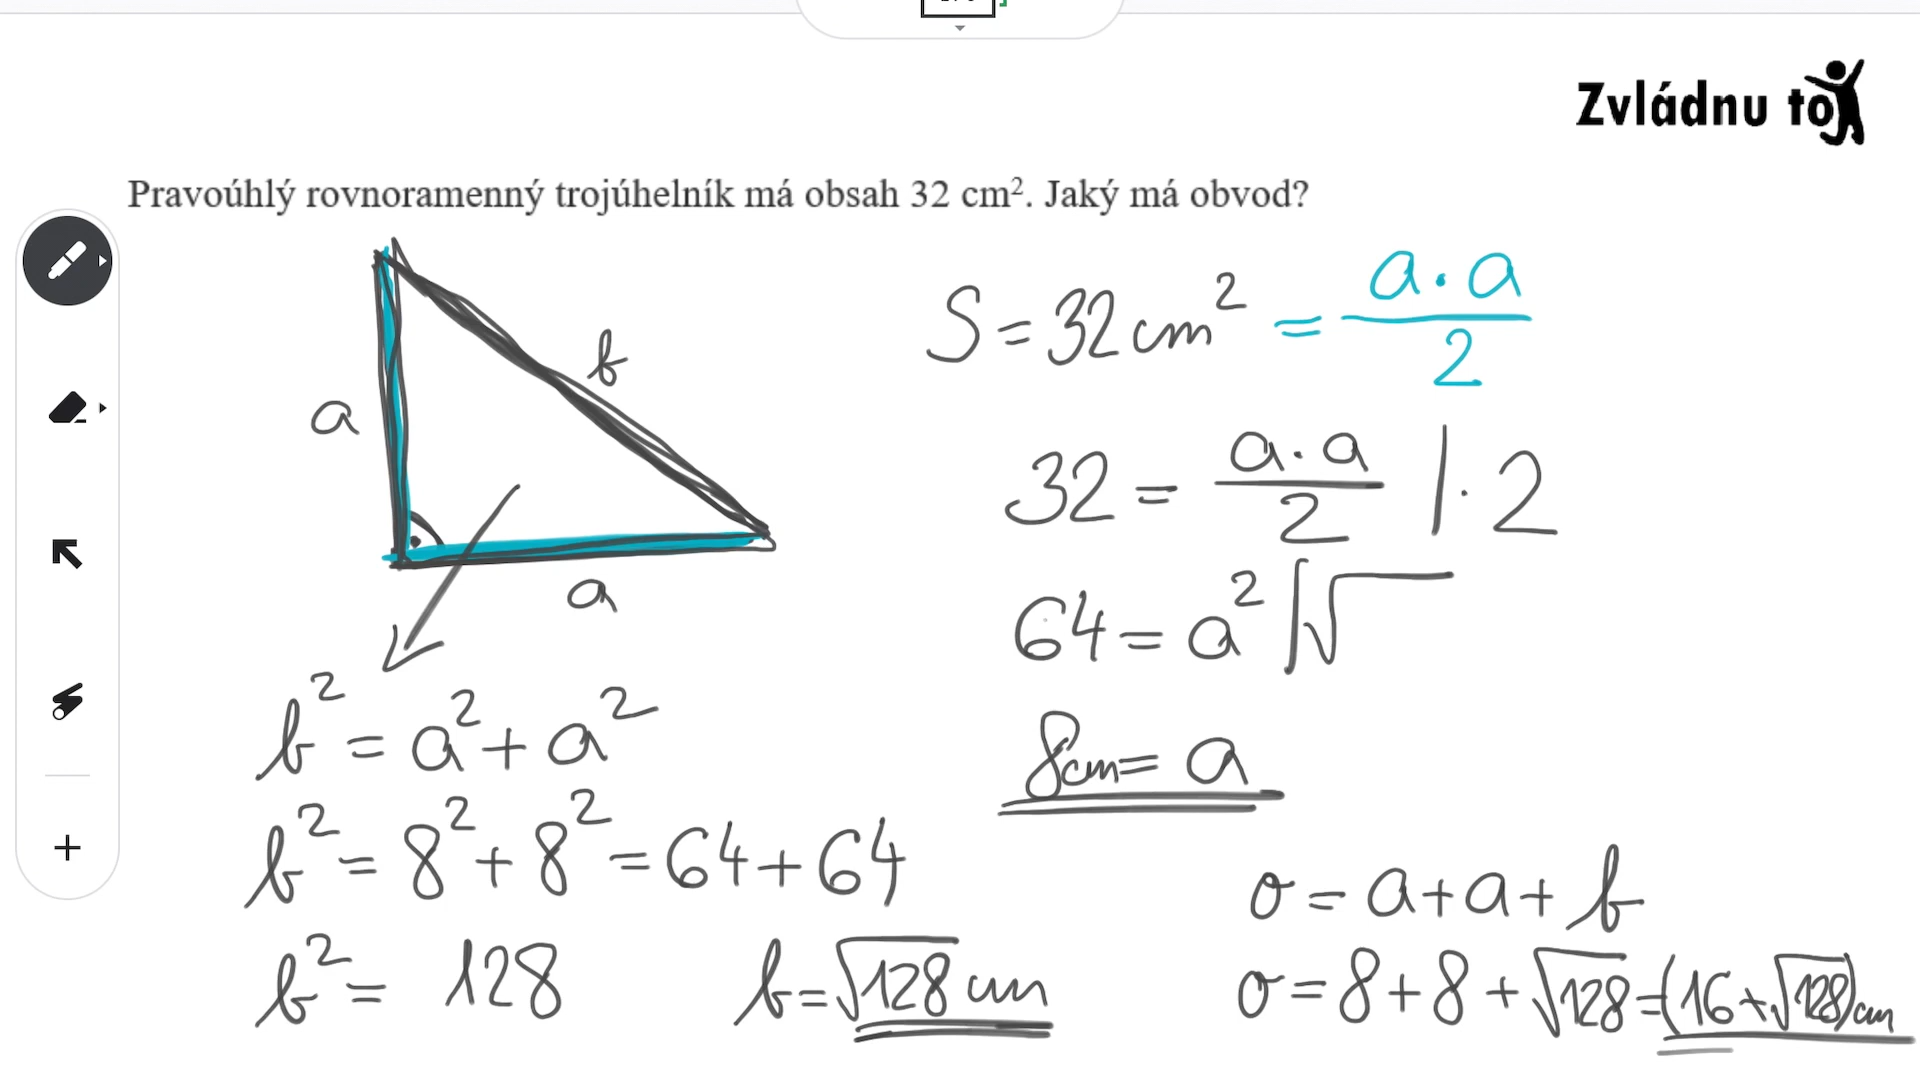 Zvládnu to
Pravoúhlý rovnoramenný trojúhelník má obsah 32 cm². Jaký má obvod?
a
b
a
S = 32 cm² = a·a/2
32 = a·a/2 |·2
64 = a² |√
8cm = a
b² = a² + a²
b² = 8² + 8² = 64 + 64
b² = 128
b = √128 cm
o = a + a + b
o = 8 + 8 + √128 = (16 + √128) cm